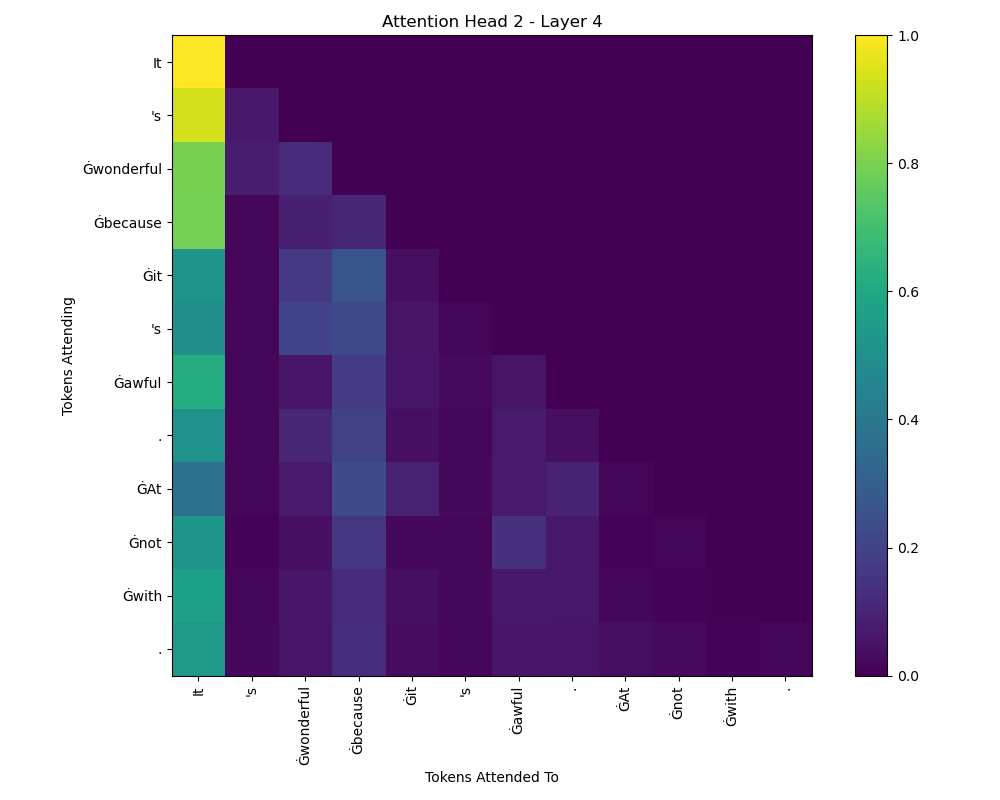 Attention Head 2 - Layer 4
It
's
Ġwonderful
Ġbecause
Ġit
's
Ġawful
.
ĠAt
Ġnot
Ġwith
.
Tokens Attending
It
's
Ġwonderful
Ġbecause
Ġit
's
Ġawful
.
ĠAt
Ġnot
Ġwith
.
Tokens Attended To
1.0
0.8
0.6
0.4
0.2
0.0